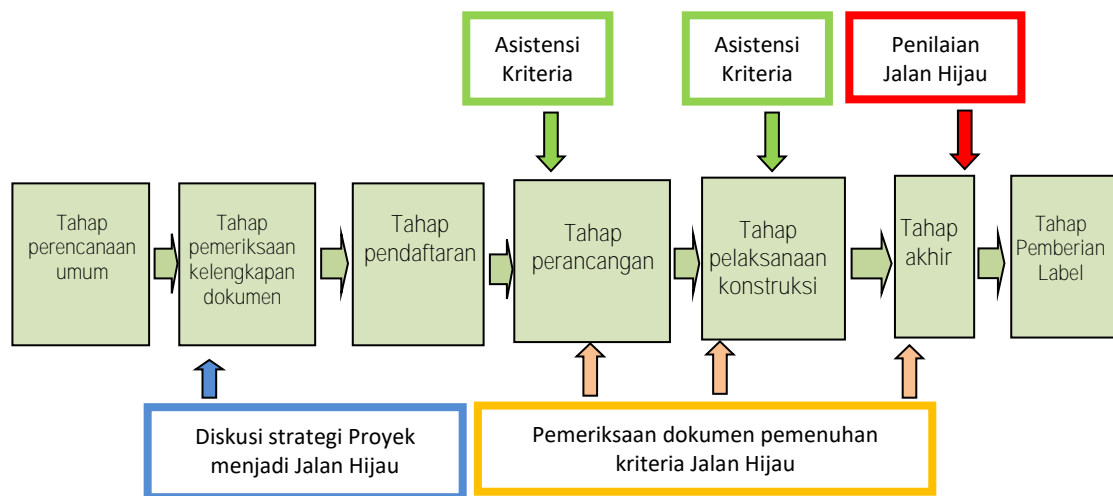 Asistensi
Kriteria
Asistensi
Kriteria
Penilaian
Jalan Hijau
Tahap
perencanaan
umum
Tahap
pemeriksaan
kelengkapan
dokumen
Tahap
pendaftaran
Tahap
perancangan
Tahap
pelaksanaan
konstruksi
Tahap
akhir
Tahap
Pemberian
Label
Diskusi strategi Proyek
menjadi Jalan Hijau
Pemeriksaan dokumen pemenuhan
kriteria Jalan Hijau